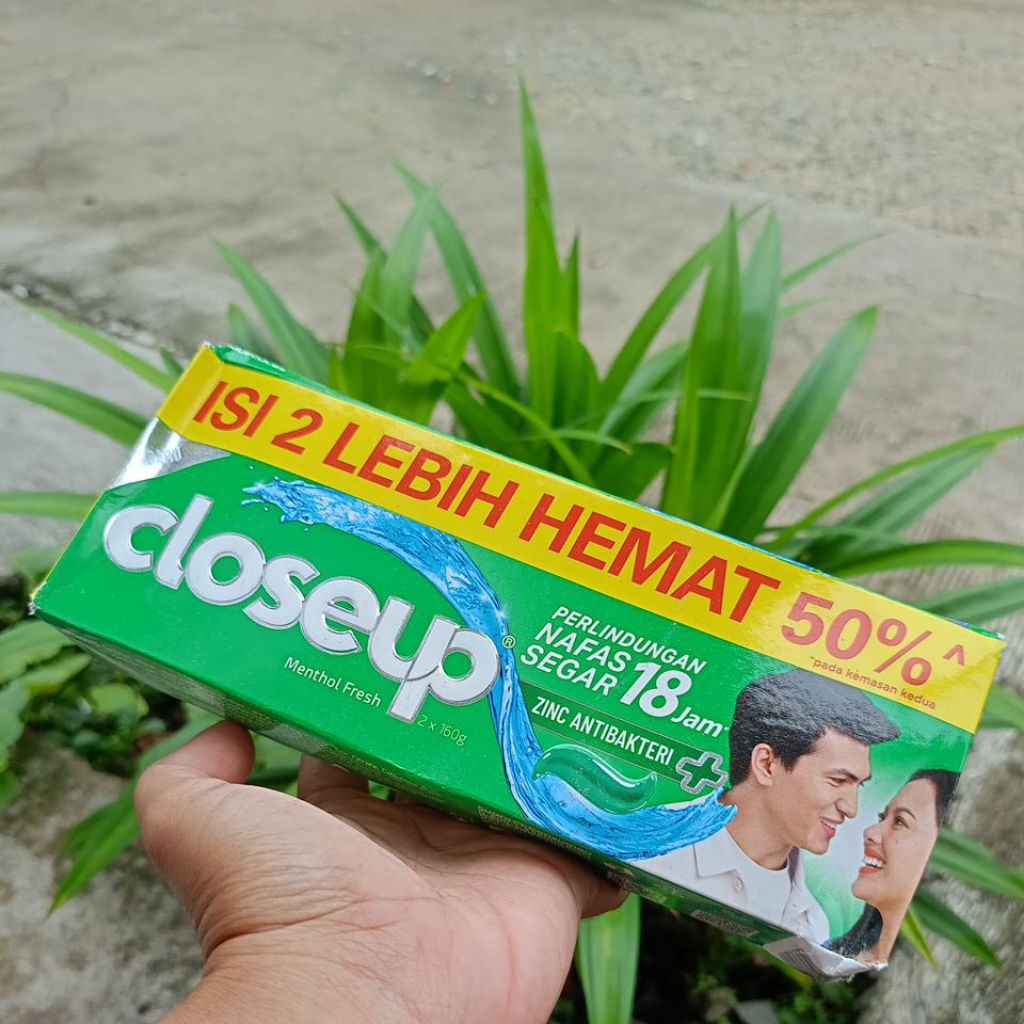 ISI 2 LEBIH HEMAT 50%^
^pada kemasan kedua
closeup®
Menthol Fresh
2 x 160g
PERLINDUNGAN
NAFAS
SEGAR 18 Jam*
ZINC ANTIBAKTERI